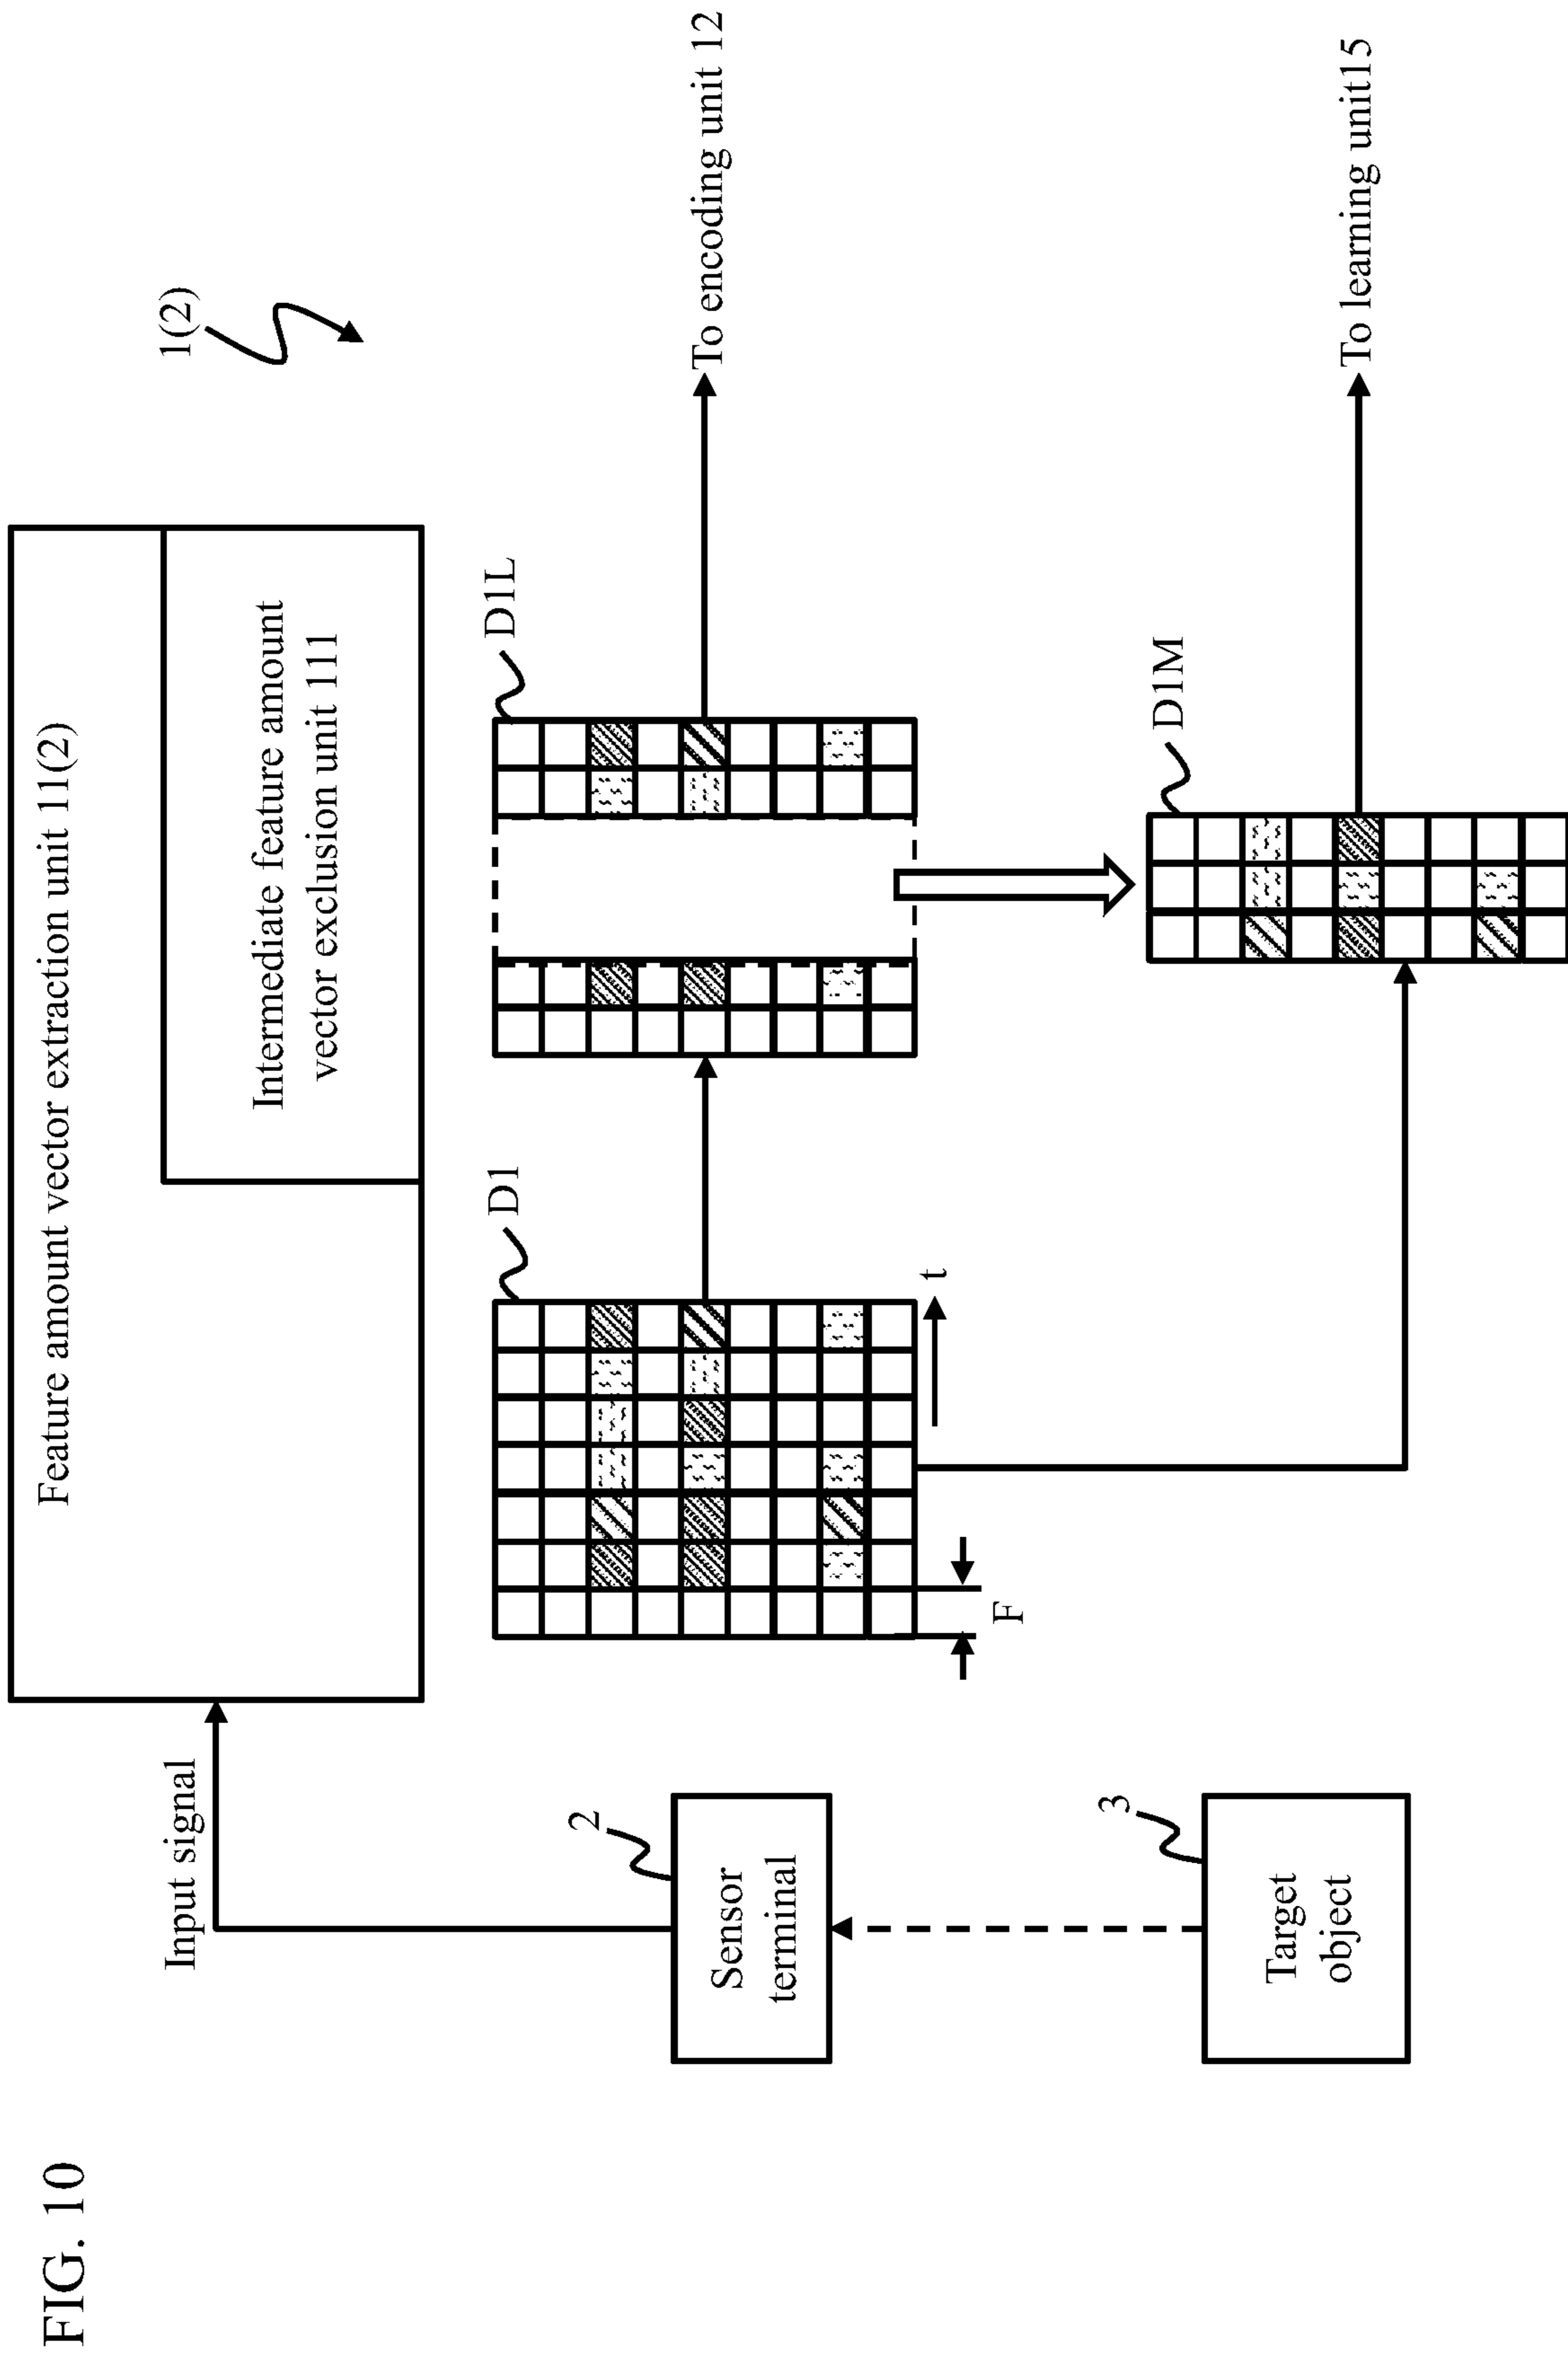 FIG. 10
1(2)
Feature amount vector extraction unit 11(2)
Intermediate feature amount
vector exclusion unit 111
Input signal
2
Sensor
terminal
3
Target
object
D1
t
F
D1L
To encoding unit 12
D1M
To learning unit15